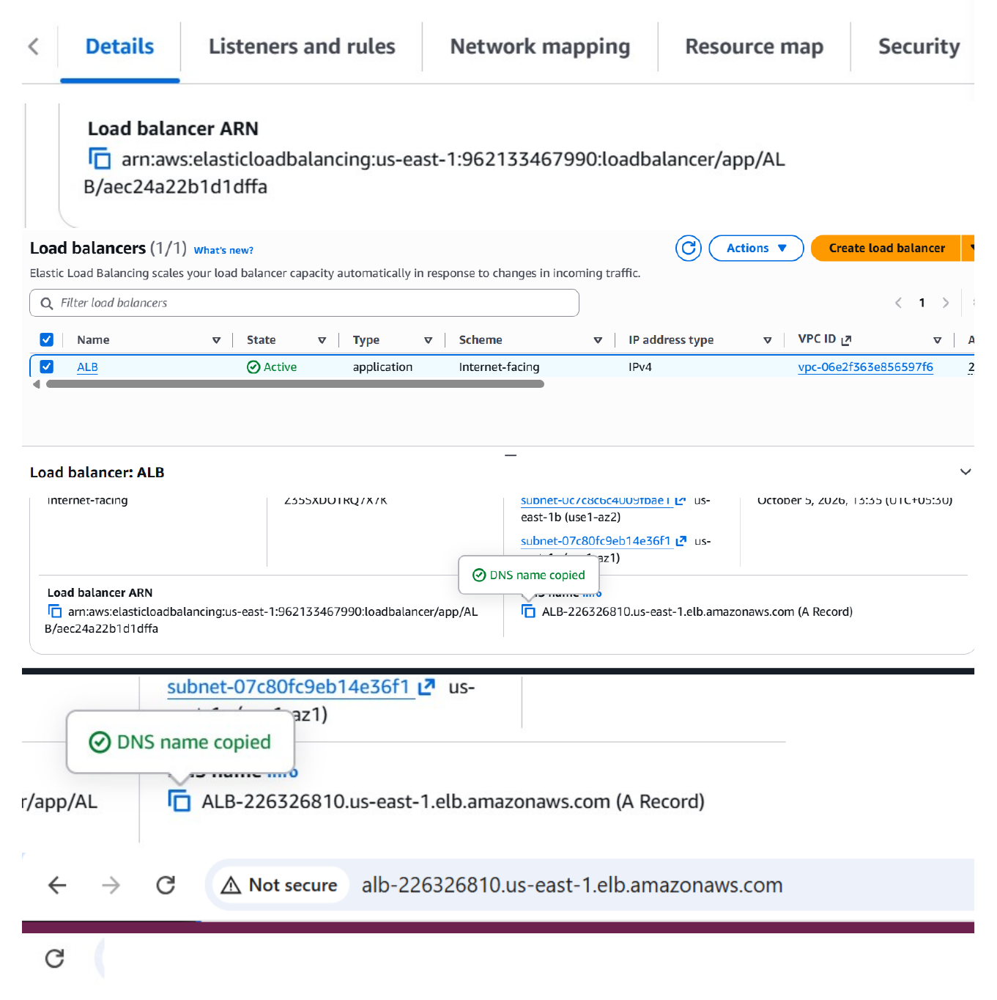 Details Listeners and rules Network mapping Resource map Security
Load balancer ARN
arn:aws:elasticloadbalancing:us-east-1:962133467990:loadbalancer/app/AL
B/aec24a22b1d1dffa
Load balancers (1/1) What's new? Actions Create load balancer
Elastic Load Balancing scales your load balancer capacity automatically in response to changes in incoming traffic.
Filter load balancers 1
Name State Type Scheme IP address type VPC ID A
ALB Active application Internet-facing IPv4 vpc-06e2f363e856597f6 2
Load balancer: ALB
Internet-facing Z35SXDOTRQ7X7K subnet-0c7c8c6c4009fbae1 us- October 5, 2026, 13:35 (UTC+05:30)
east-1b (use1-az2)
subnet-07c80fc9eb14e36f1 us-
az1)
DNS name copied
Load balancer ARN name Info
arn:aws:elasticloadbalancing:us-east-1:962133467990:loadbalancer/app/AL ALB-226326810.us-east-1.elb.amazonaws.com (A Record)
B/aec24a22b1d1dffa
subnet-07c80fc9eb14e36f1 us-
az1)
DNS name copied
name Info
r/app/AL ALB-226326810.us-east-1.elb.amazonaws.com (A Record)
Not secure alb-226326810.us-east-1.elb.amazonaws.com